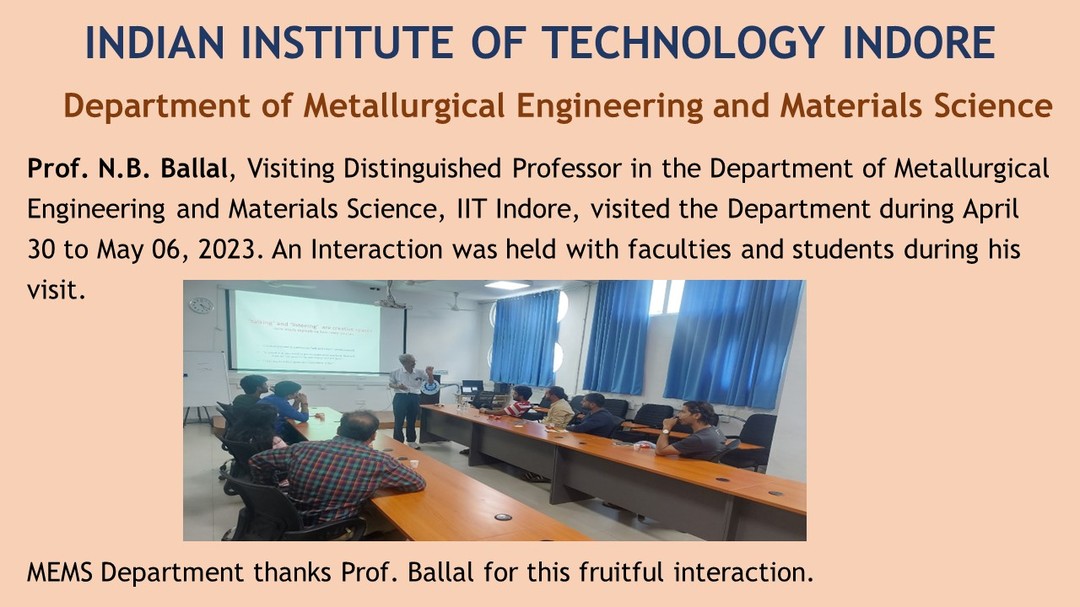 INDIAN INSTITUTE OF TECHNOLOGY INDORE
Department of Metallurgical Engineering and Materials Science
Prof. N.B. Ballal, Visiting Distinguished Professor in the Department of Metallurgical
Engineering and Materials Science, IIT Indore, visited the Department during April
30 to May 06, 2023. An Interaction was held with faculties and students during his
visit.
MEMS Department thanks Prof. Ballal for this fruitful interaction.